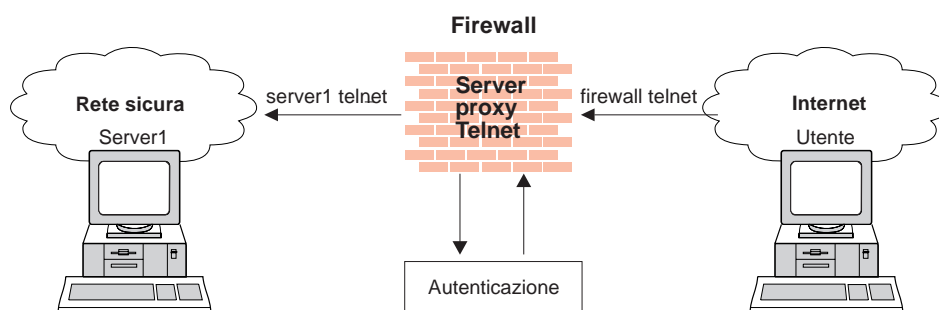 Firewall
Rete sicura
Server1
server1 telnet
Server
proxy
Telnet
firewall telnet
Internet
Utente
Autenticazione